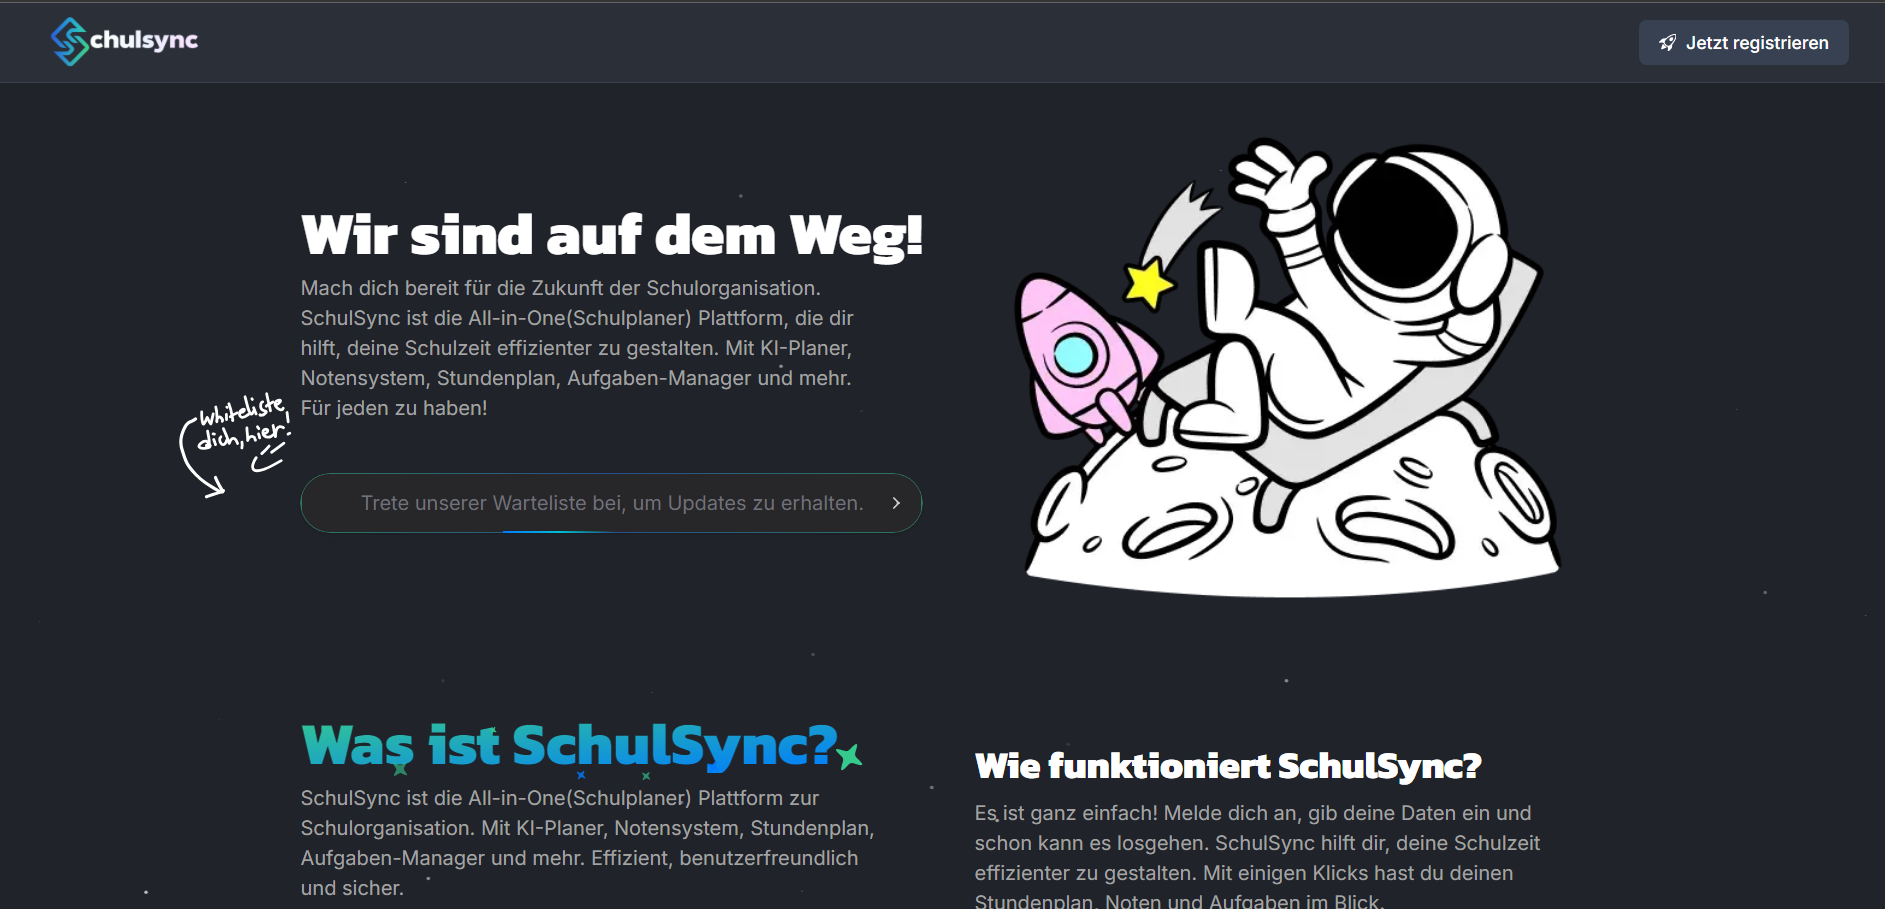 Schulsync
Jetzt registrieren
Wir sind auf dem Weg!
Mach dich bereit für die Zukunft der Schulorganisation.
SchulSync ist die All-in-One(Schulplaner) Plattform, die dir
hilft, deine Schulzeit effizienter zu gestalten. Mit KI-Planer,
Notensystem, Stundenplan, Aufgaben-Manager und mehr.
Für jeden zu haben!
Whiteliste
dich, hier!
Trete unserer Warteliste bei, um Updates zu erhalten.
Was ist SchulSync?
SchulSync ist die All-in-One(Schulplaner) Plattform zur
Schulorganisation. Mit KI-Planer, Notensystem, Stundenplan,
Aufgaben-Manager und mehr. Effizient, benutzerfreundlich
und sicher.
Wie funktioniert SchulSync?
Es ist ganz einfach! Melde dich an, gib deine Daten ein und
schon kann es losgehen. SchulSync hilft dir, deine Schulzeit
effizienter zu gestalten. Mit einigen Klicks hast du deinen
Stundenplan, Noten und Aufgaben im Blick.